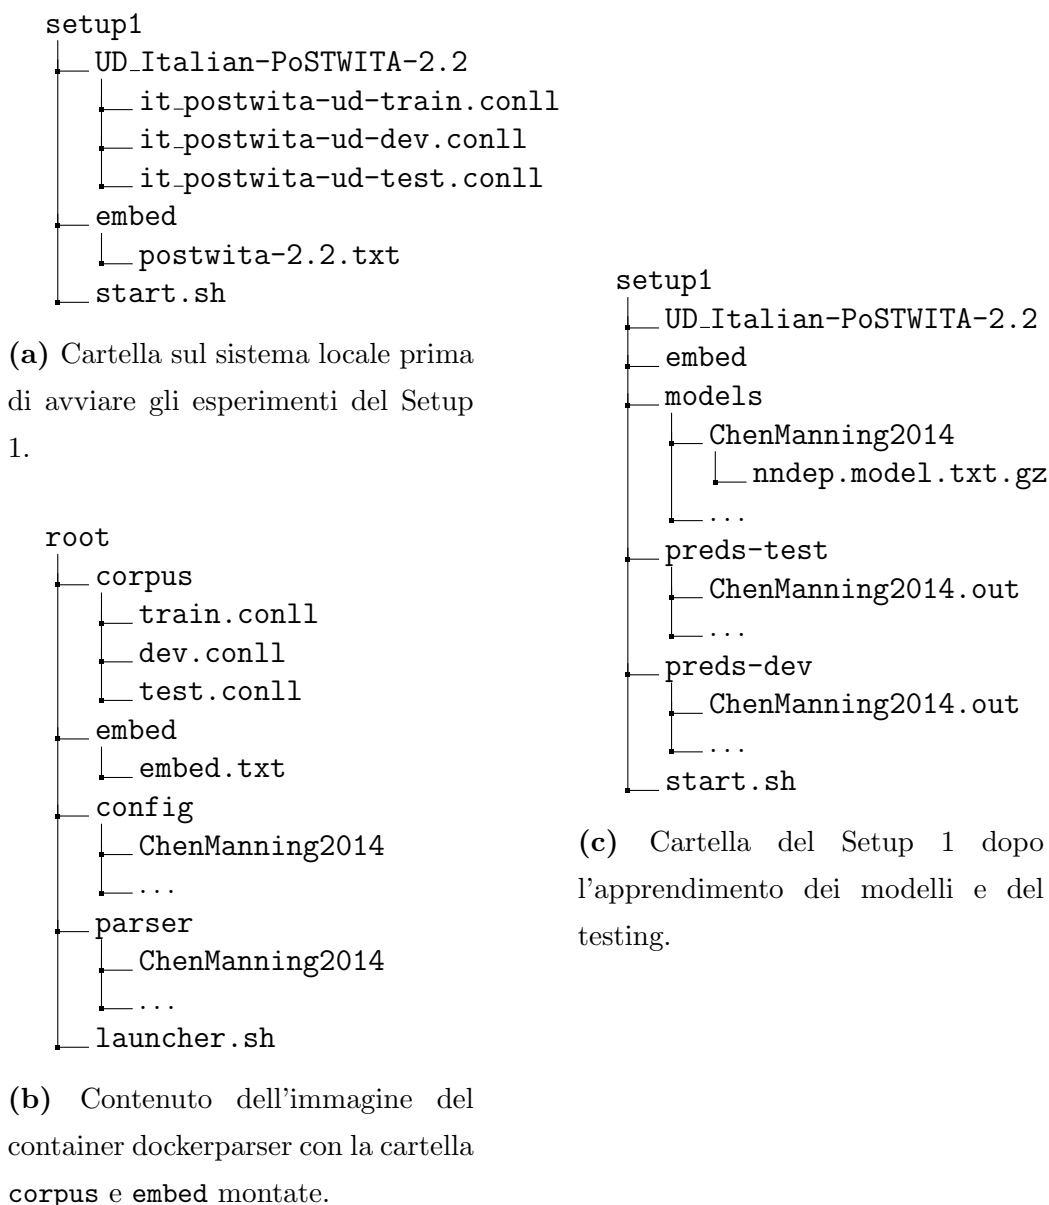 setup1
UD_Italian-PoSTWITA-2.2
it_postwita-ud-train.conll
it_postwita-ud-dev.conll
it_postwita-ud-test.conll
embed
postwita-2.2.txt
start.sh
(a) Cartella sul sistema locale prima
di avviare gli esperimenti del Setup
1.
root
corpus
train.conll
dev.conll
test.conll
embed
embed.txt
config
ChenManning2014
...
parser
ChenManning2014
...
launcher.sh
(b) Contenuto dell'immagine del
container dockerparser con la cartella
corpus e embed montate.
setup1
UD_Italian-PoSTWITA-2.2
embed
models
ChenManning2014
nndep.model.txt.gz
...
preds-test
ChenManning2014.out
...
preds-dev
ChenManning2014.out
...
start.sh
(c) Cartella del Setup 1 dopo
l'apprendimento dei modelli e del
testing.